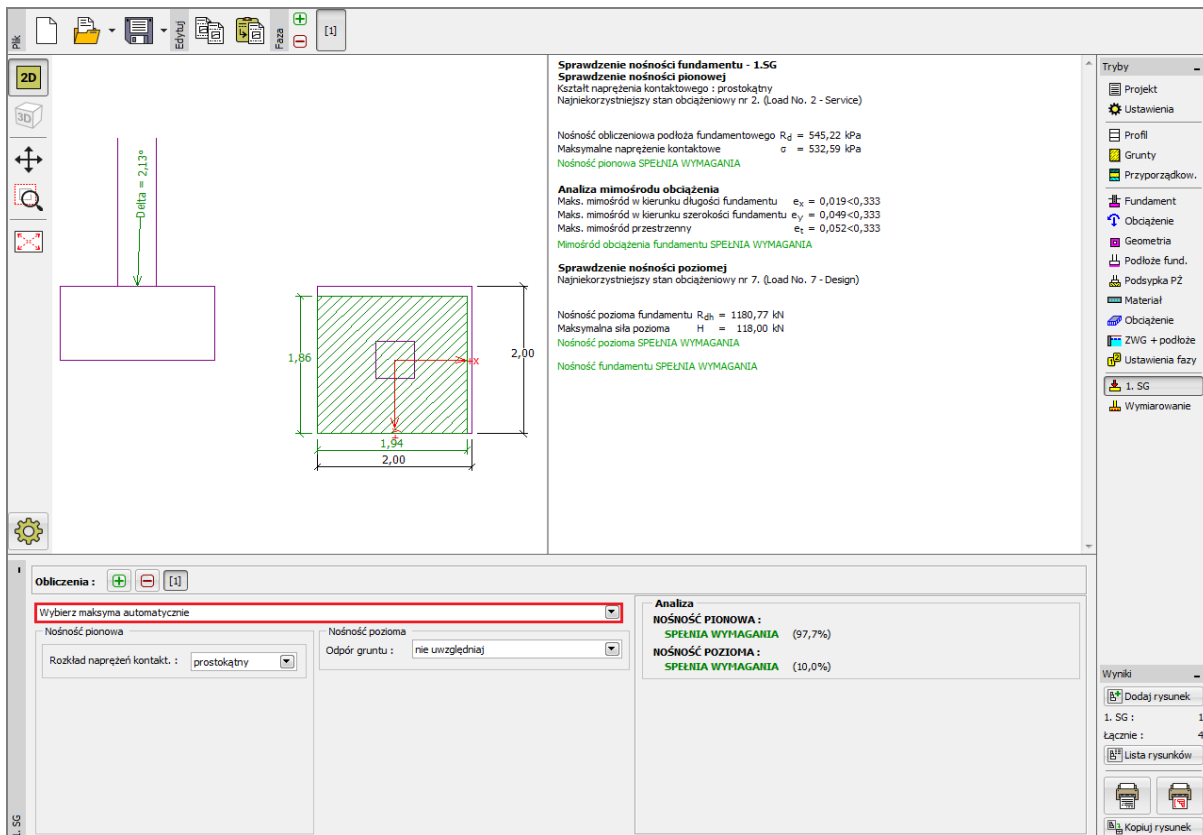 Plik
Edytuj
Faza
[1]
2D
3D
Delta = 2,13°
1,86
1,94
2,00
2,00
+x
Sprawdzenie nośności fundamentu - 1.SG
Sprawdzenie nośności pionowej
Kształt naprężenia kontaktowego : prostokątny
Najniekorzystniejszy stan obciążeniowy nr 2. (Load No. 2 - Service)
Nośność obliczeniowa podłoża fundamentowego Rd = 545,22 kPa
Maksymalne naprężenie kontaktowe σ = 532,59 kPa
Nośność pionowa SPEŁNIA WYMAGANIA
Analiza mimośrodu obciążenia
Maks. mimośród w kierunku długości fundamentu ex = 0,019<0,333
Maks. mimośród w kierunku szerokości fundamentu ey = 0,049<0,333
Maks. mimośród przestrzenny et = 0,052<0,333
Mimośród obciążenia fundamentu SPEŁNIA WYMAGANIA
Sprawdzenie nośności poziomej
Najniekorzystniejszy stan obciążeniowy nr 7. (Load No. 7 - Design)
Nośność pozioma fundamentu Rdh = 1180,77 kN
Maksymalna siła pozioma H = 118,00 kN
Nośność pozioma SPEŁNIA WYMAGANIA
Nośność fundamentu SPEŁNIA WYMAGANIA
Tryby
Projekt
Ustawienia
Profil
Grunty
Przyporządkow.
Fundament
Obciążenie
Geometria
Podłoże fund.
Podsypka PŻ
Materiał
Obciążenie
ZWG + podłoże
Ustawienia fazy
1. SG
Wymiarowanie
Obliczenia : [1]
Wybierz maksyma automatycznie
Nośność pionowa
Rozkład naprężeń kontakt. : prostokątny
Nośność pozioma
Odpór gruntu : nie uwzględniaj
Analiza
NOŚNOŚĆ PIONOWA :
SPEŁNIA WYMAGANIA (97,7%)
NOŚNOŚĆ POZIOMA :
SPEŁNIA WYMAGANIA (10,0%)
1. SG
Wyniki
Dodaj rysunek
1. SG : 1
Łącznie : 4
Lista rysunków
Kopiuj rysunek